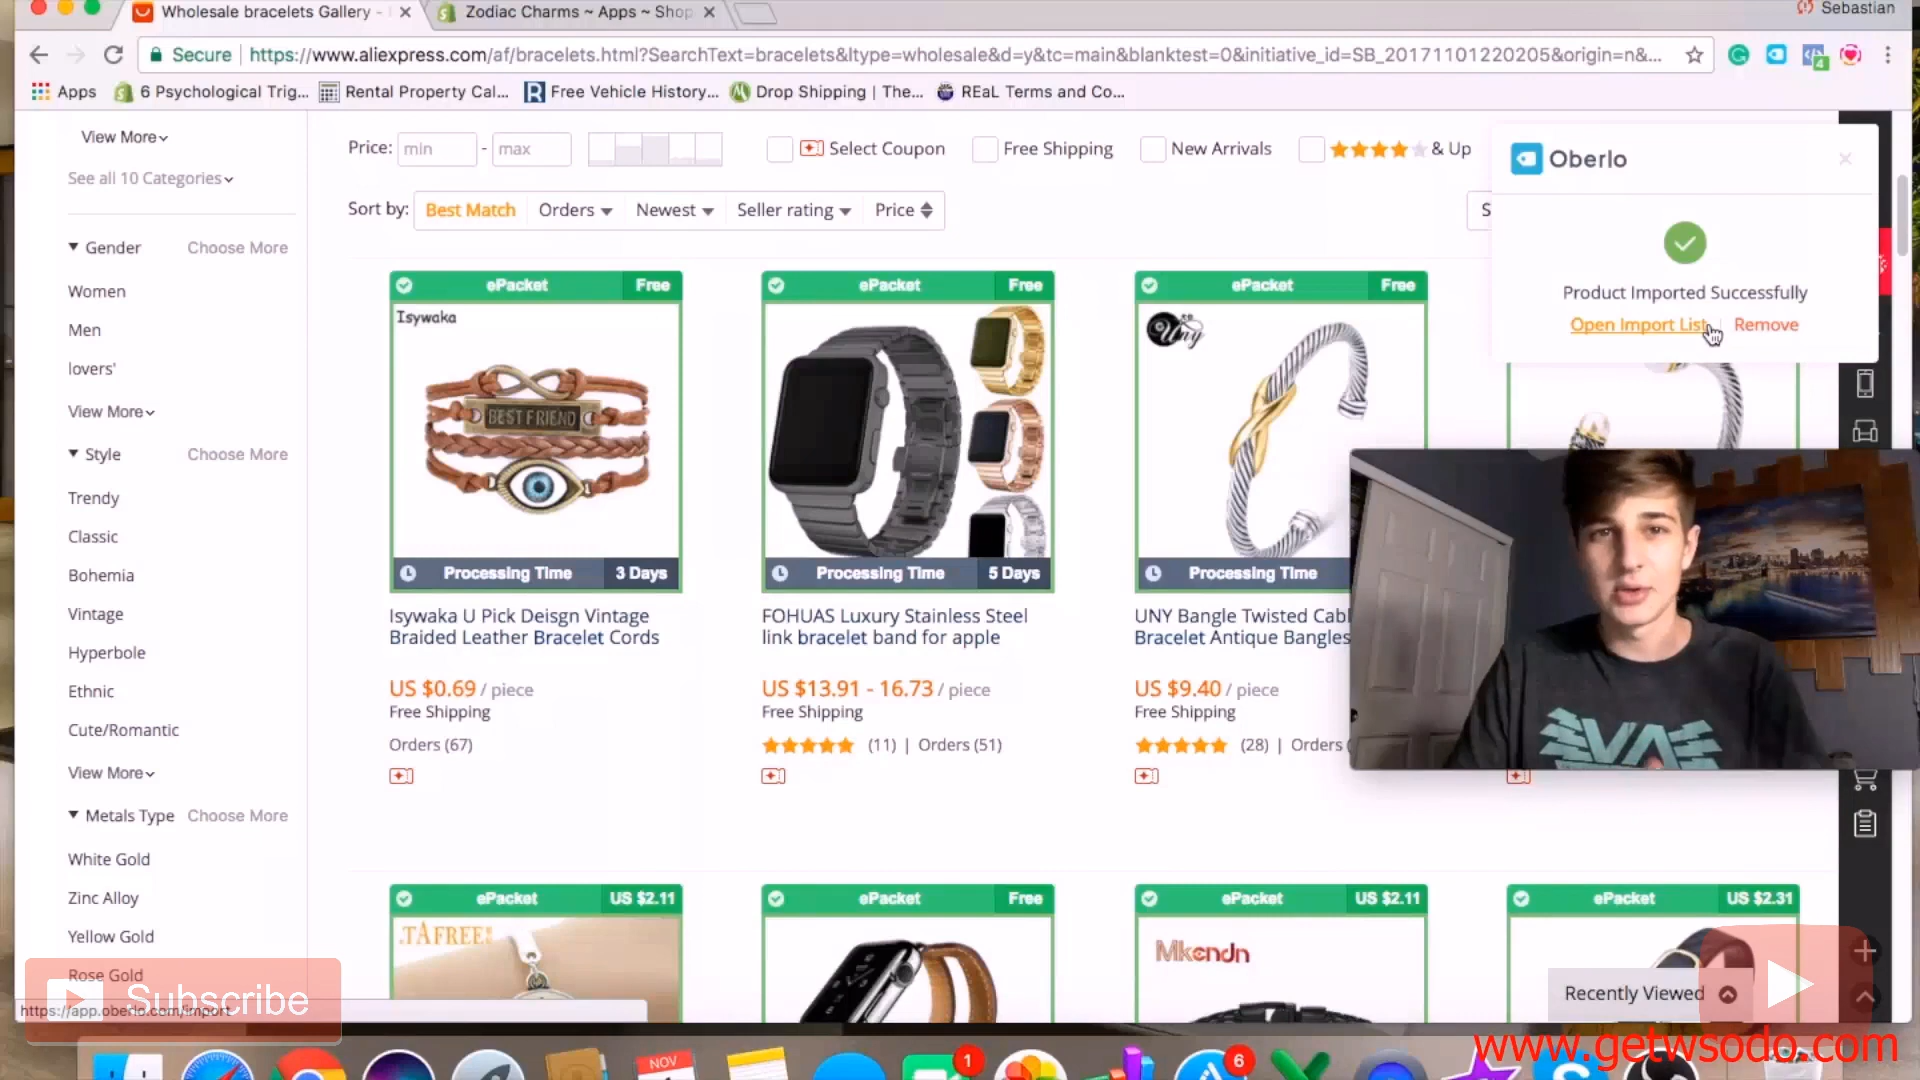 Wholesale bracelets Gallery -
Zodiac Charms ~ Apps ~ Shop
Sebastian
Secure
https://www.aliexpress.com/af/bracelets.html?SearchText=bracelets&ltype=wholesale&d=y&tc=main&blanktest=0&initiative_id=SB_20171101220205&origin=n&...
4
Apps
6 Psychological Trig...
Rental Property Cal...
Free Vehicle History...
Drop Shipping | The...
REaL Terms and Co...
View More
See all 10 Categories
Gender Choose More
Women
Men
lovers'
View More
Style Choose More
Trendy
Classic
Bohemia
Vintage
Hyperbole
Ethnic
Cute/Romantic
View More
Metals Type Choose More
White Gold
Zinc Alloy
Yellow Gold
Rose Gold
Price: min - max
Select Coupon
Free Shipping
New Arrivals
& Up
Sort by: Best Match Orders Newest Seller rating Price
Oberlo
Product Imported Successfully
Open Import List Remove
ePacket Free
Isywaka
BEST FRIEND
Processing Time 3 Days
Isywaka U Pick Deisgn Vintage
Braided Leather Bracelet Cords
US $0.69 / piece
Free Shipping
Orders (67)
ePacket Free
Processing Time 5 Days
FOHUAS Luxury Stainless Steel
link bracelet band for apple
US $13.91 - 16.73 / piece
Free Shipping
(11) | Orders (51)
ePacket Free
Uny
Processing Time
UNY Bangle Twisted Cabl
Bracelet Antique Bangles
US $9.40 / piece
Free Shipping
(28) | Orders
ePacket US $2.11
ePacket Free
ePacket US $2.11
Mkendn
ePacket US $2.31
Recently Viewed
Subscribe
https://app.oberlo.com/import
NOV
1
6
www.getwsodo.com